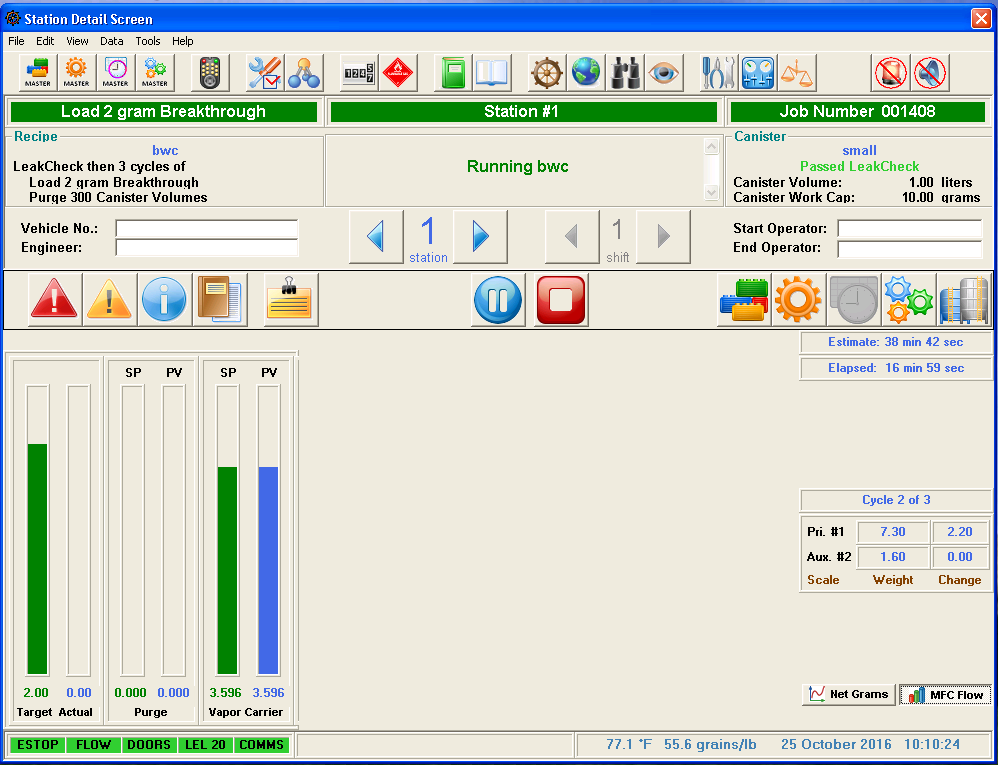 Station Detail Screen
File Edit View Data Tools Help
MASTER MASTER MASTER MASTER
Load 2 gram Breakthrough Station #1 Job Number 001408
Recipe
bwc
LeakCheck then 3 cycles of
Load 2 gram Breakthrough
Purge 300 Canister Volumes
Running bwc
Canister
small
Passed LeakCheck
Canister Volume: 1.00 liters
Canister Work Cap: 10.00 grams
Vehicle No.:
Engineer:
1
station
1
shift
Start Operator:
End Operator:
Estimate: 38 min 42 sec
Elapsed: 16 min 59 sec
SP PV SP PV
Cycle 2 of 3
Pri. #1 7.30 2.20
Aux. #2 1.60 0.00
Scale Weight Change
2.00 0.00 0.000 0.000 3.596 3.596
Target Actual Purge Vapor Carrier
Net Grams MFC Flow
ESTOP FLOW DOORS LEL 20 COMMS
77.1 °F 55.6 grains/lb 25 October 2016 10:10:24